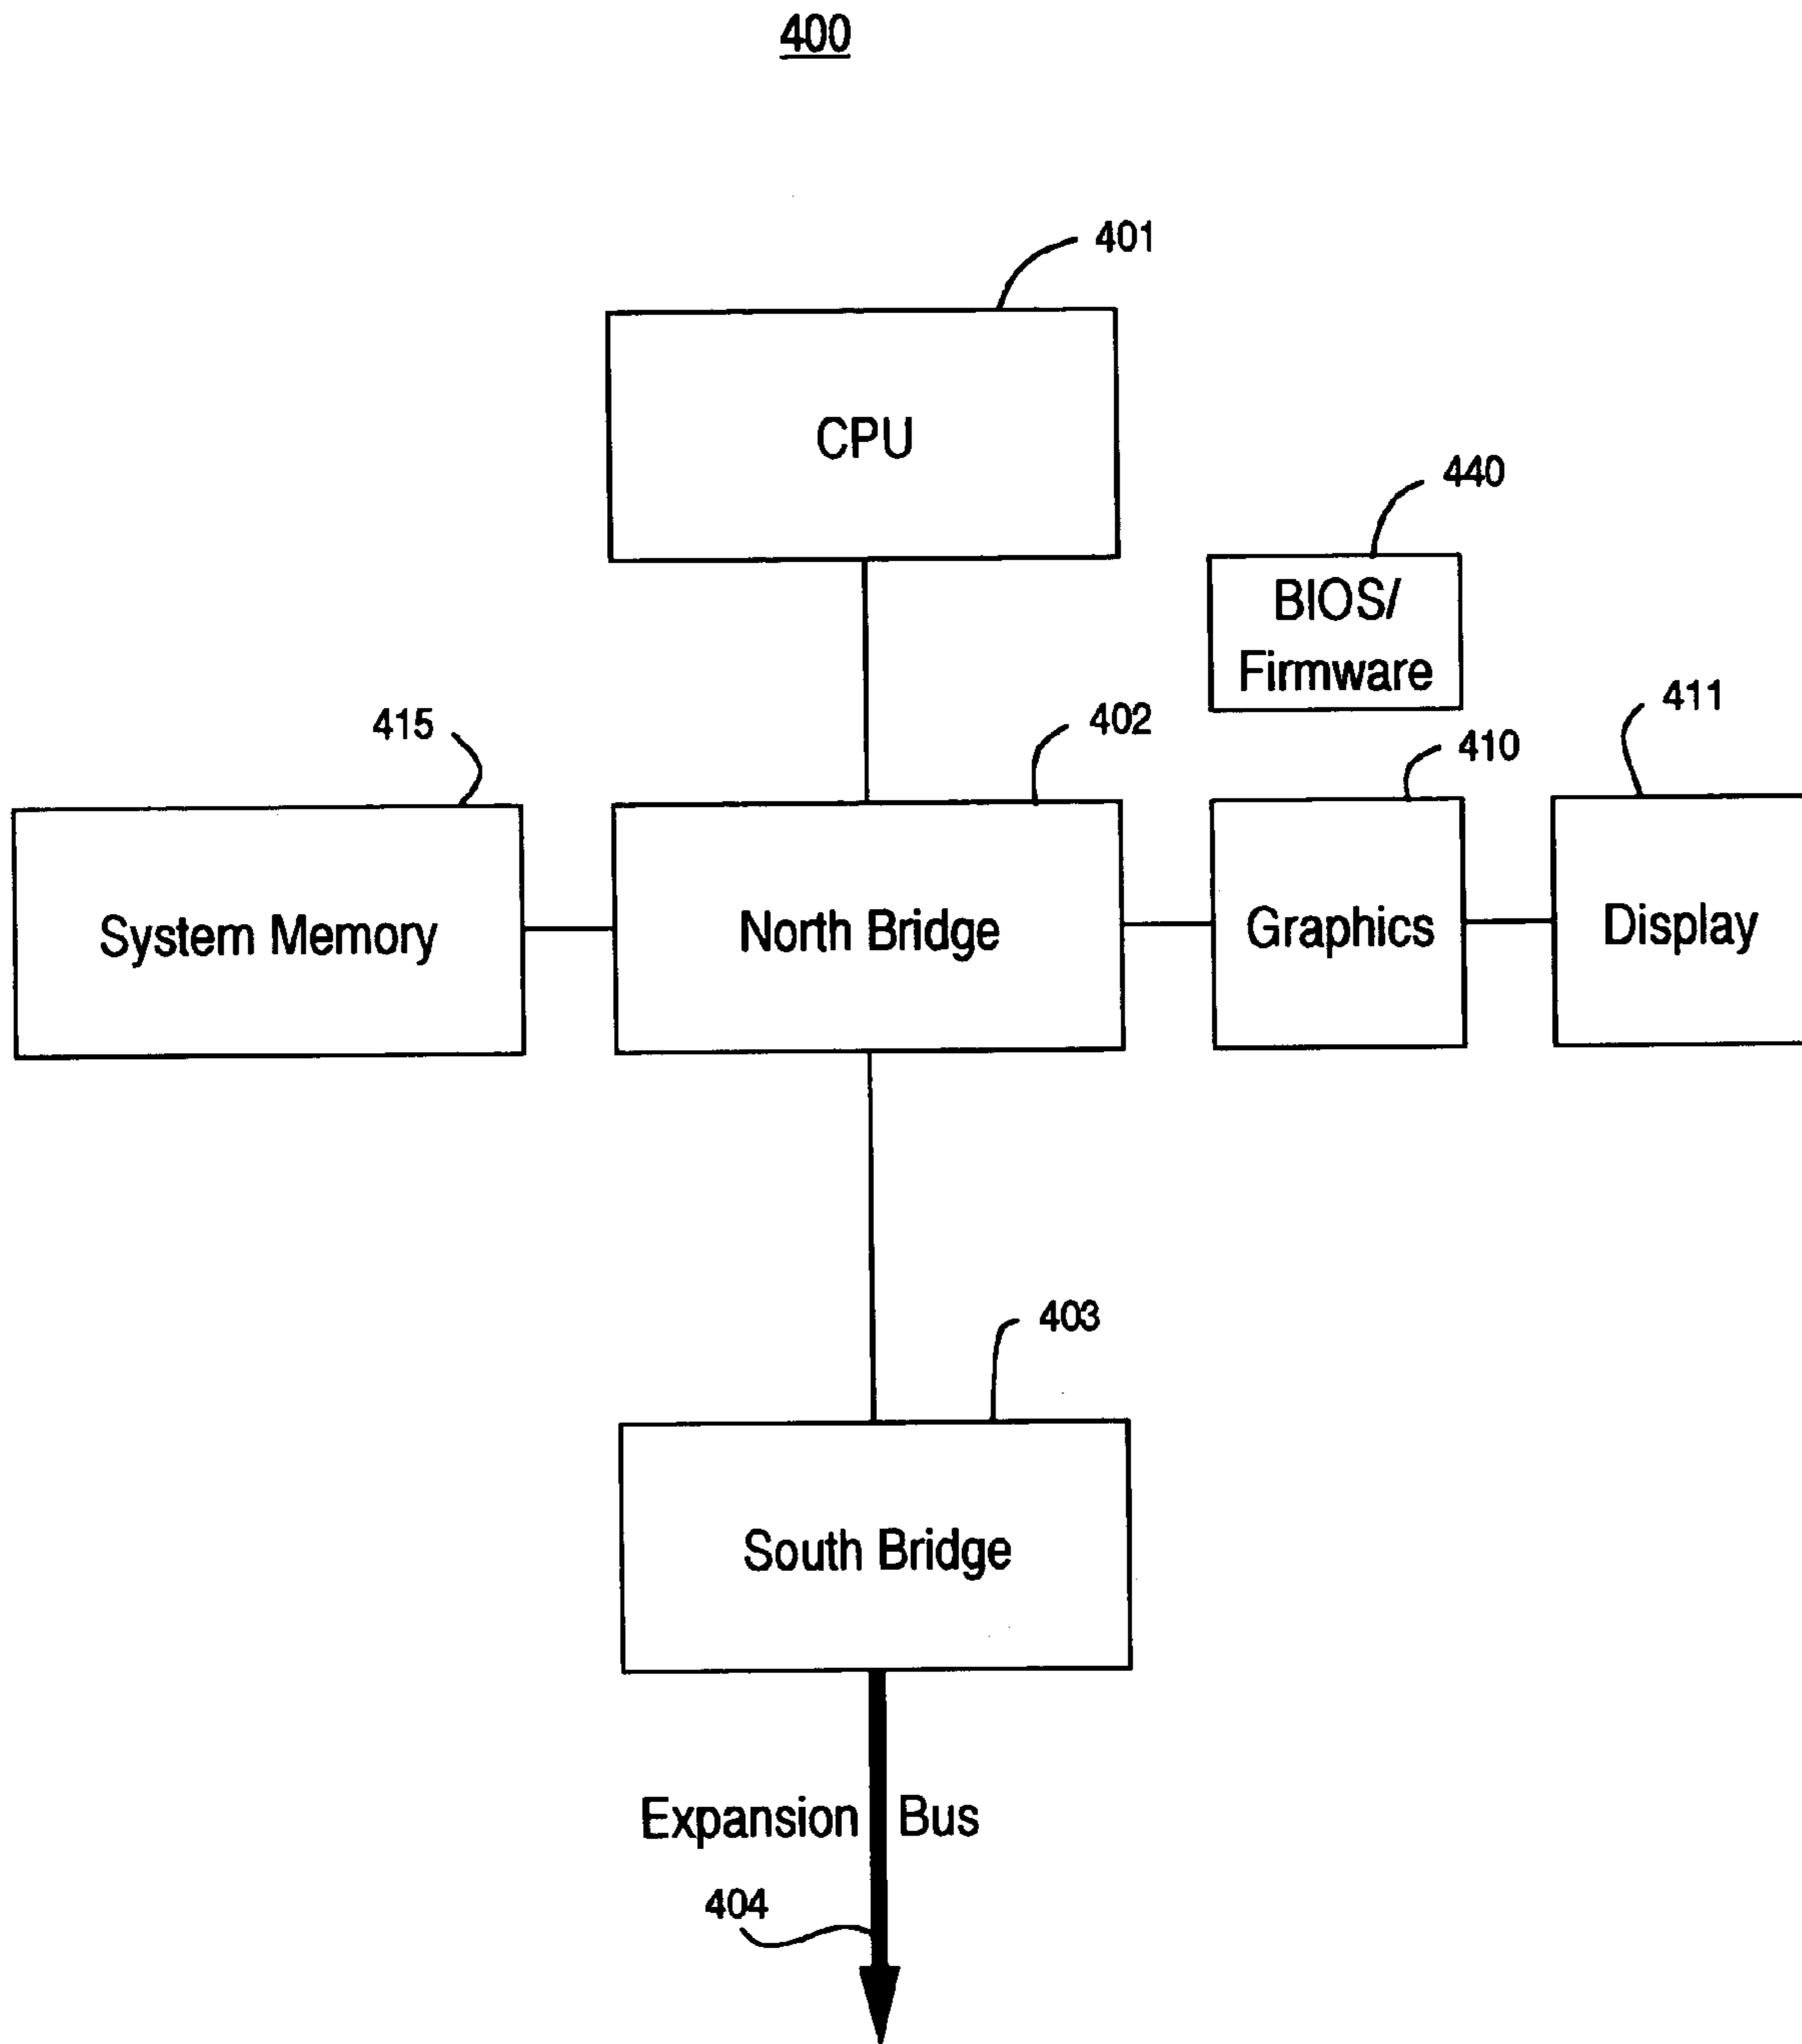 400
401
CPU
440
BIOS/
Firmware
415
402
410
411
System Memory
North Bridge
Graphics
Display
403
South Bridge
Expansion Bus
404